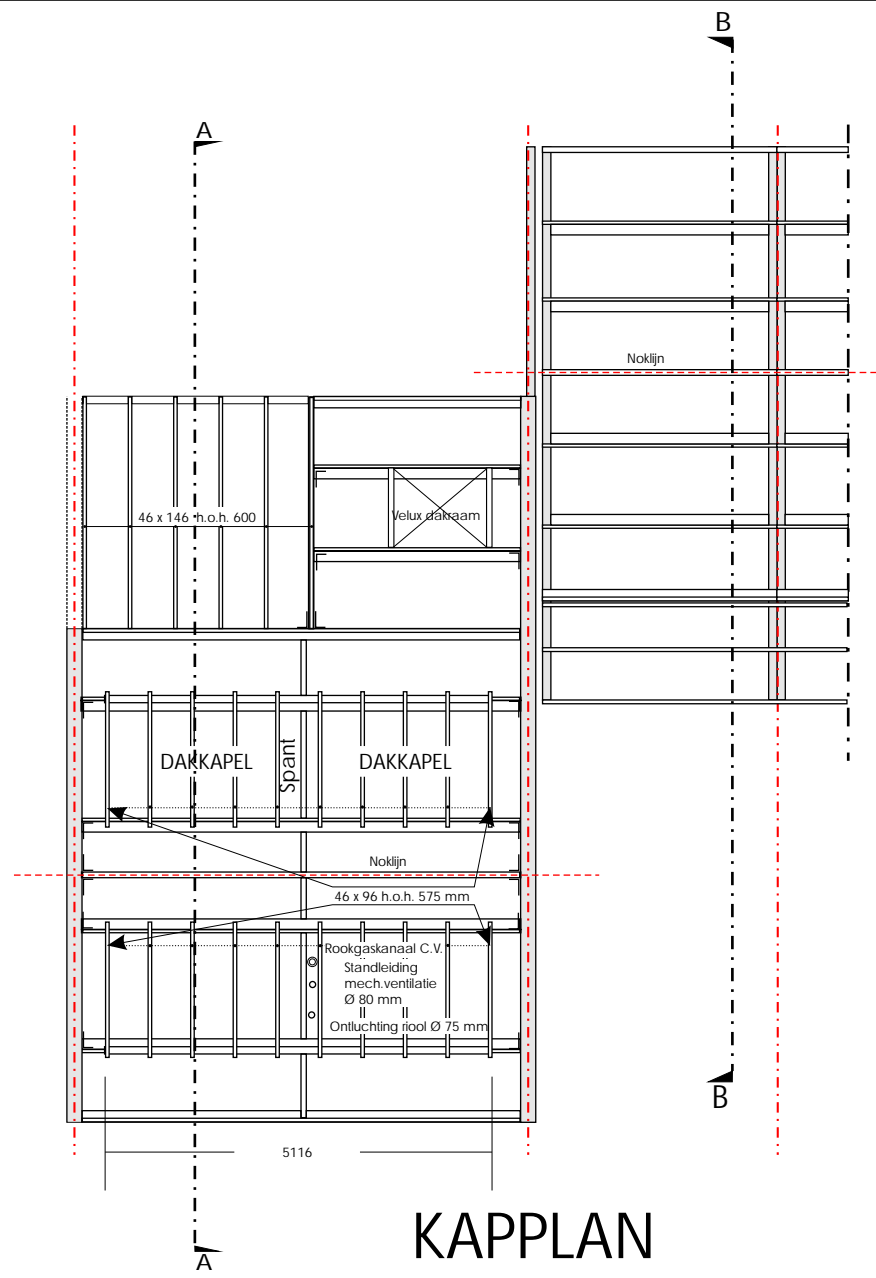 B
A
Noklijn
46 x 146 h.o.h. 600
Velux dakraam
DAKKAPEL
Spant
DAKKAPEL
Noklijn
46 x 96 h.o.h. 575 mm
Rookgaskanaal C.V.
Standleiding
mech.ventilatie
Ø 80 mm
Ontluchting riool Ø 75 mm
B
5116
KAPPLAN
A